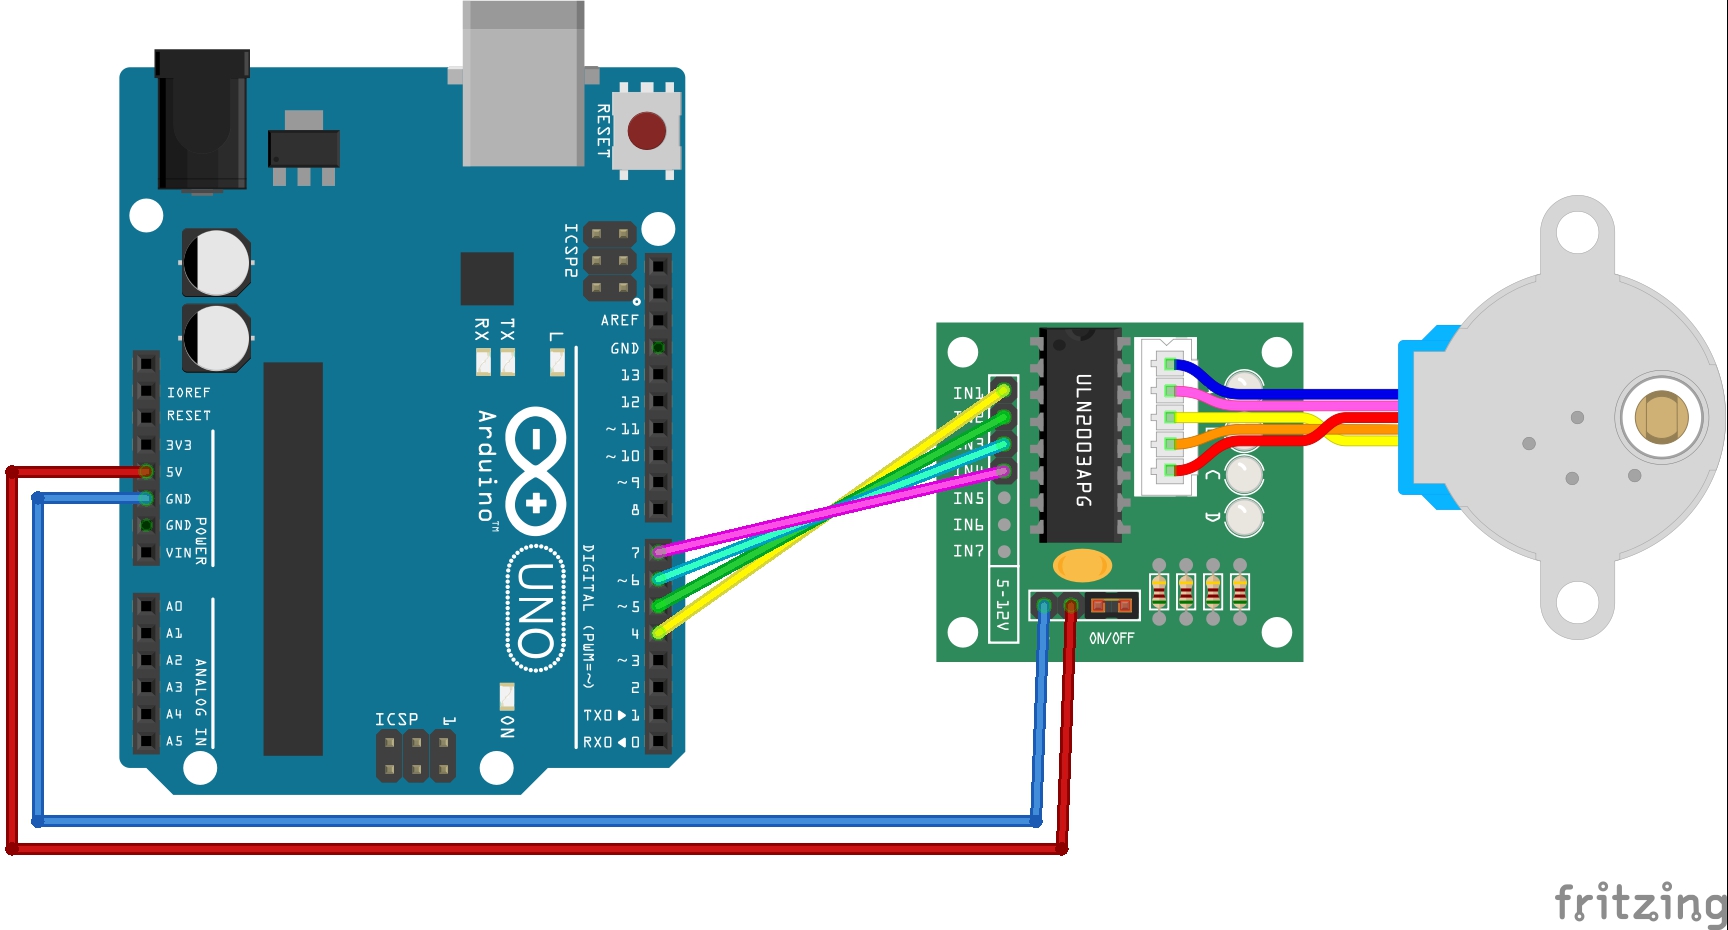 RESET
ICSP2
AREF
GND
13
12
~11
~10
~9
8
7
~6
~5
4
~3
2
TX0 1
RX0 0
DIGITAL (PWM=~)
RX
TX
L
Arduino™
UNO
ON
ICSP
1
IOREF
RESET
3V3
5V
GND
GND
VIN
POWER
A0
A1
A2
A3
A4
A5
ANALOG IN
IN1
IN2
IN3
IN4
IN5
IN6
IN7
5-12V
ULN2003APG
C
D
ON/OFF
fritzing